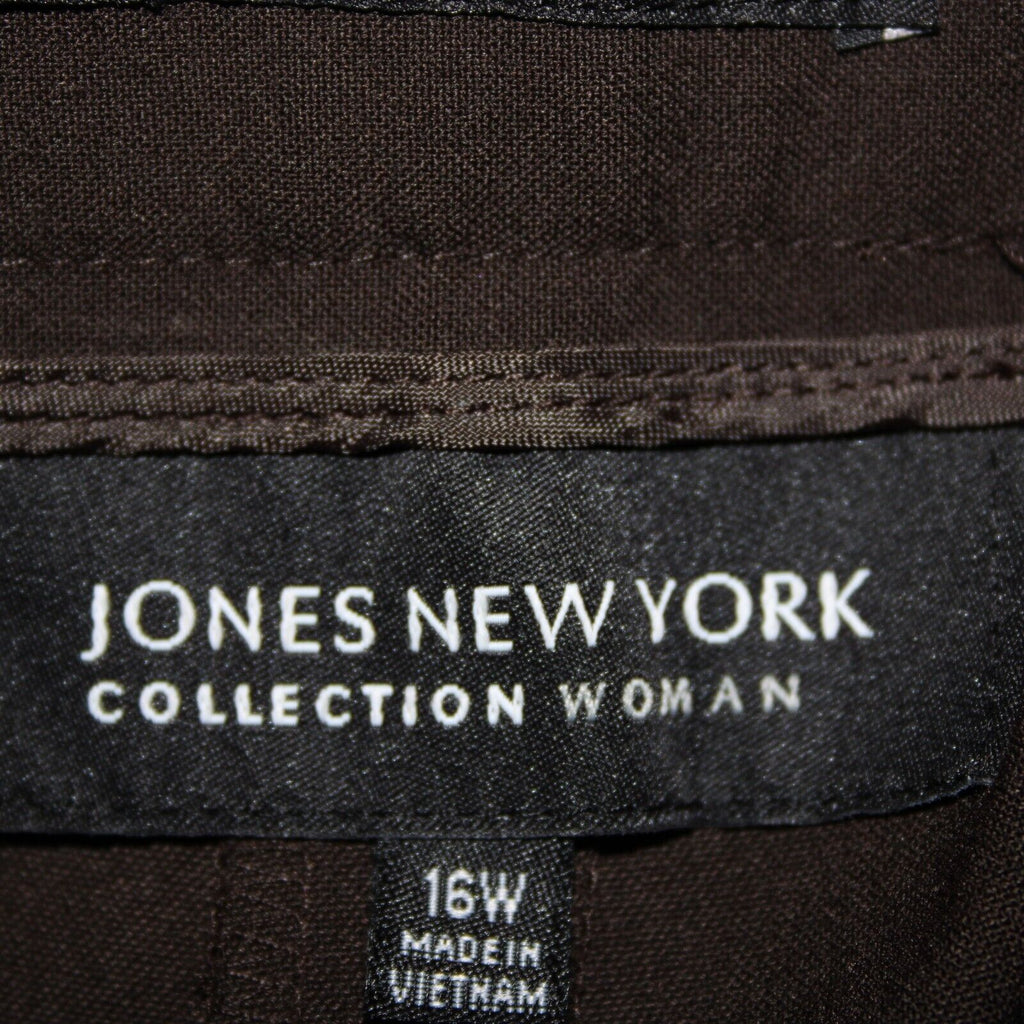 JONES NEW YORK
COLLECTION WOMAN
16W
MADE IN
VIETNAM